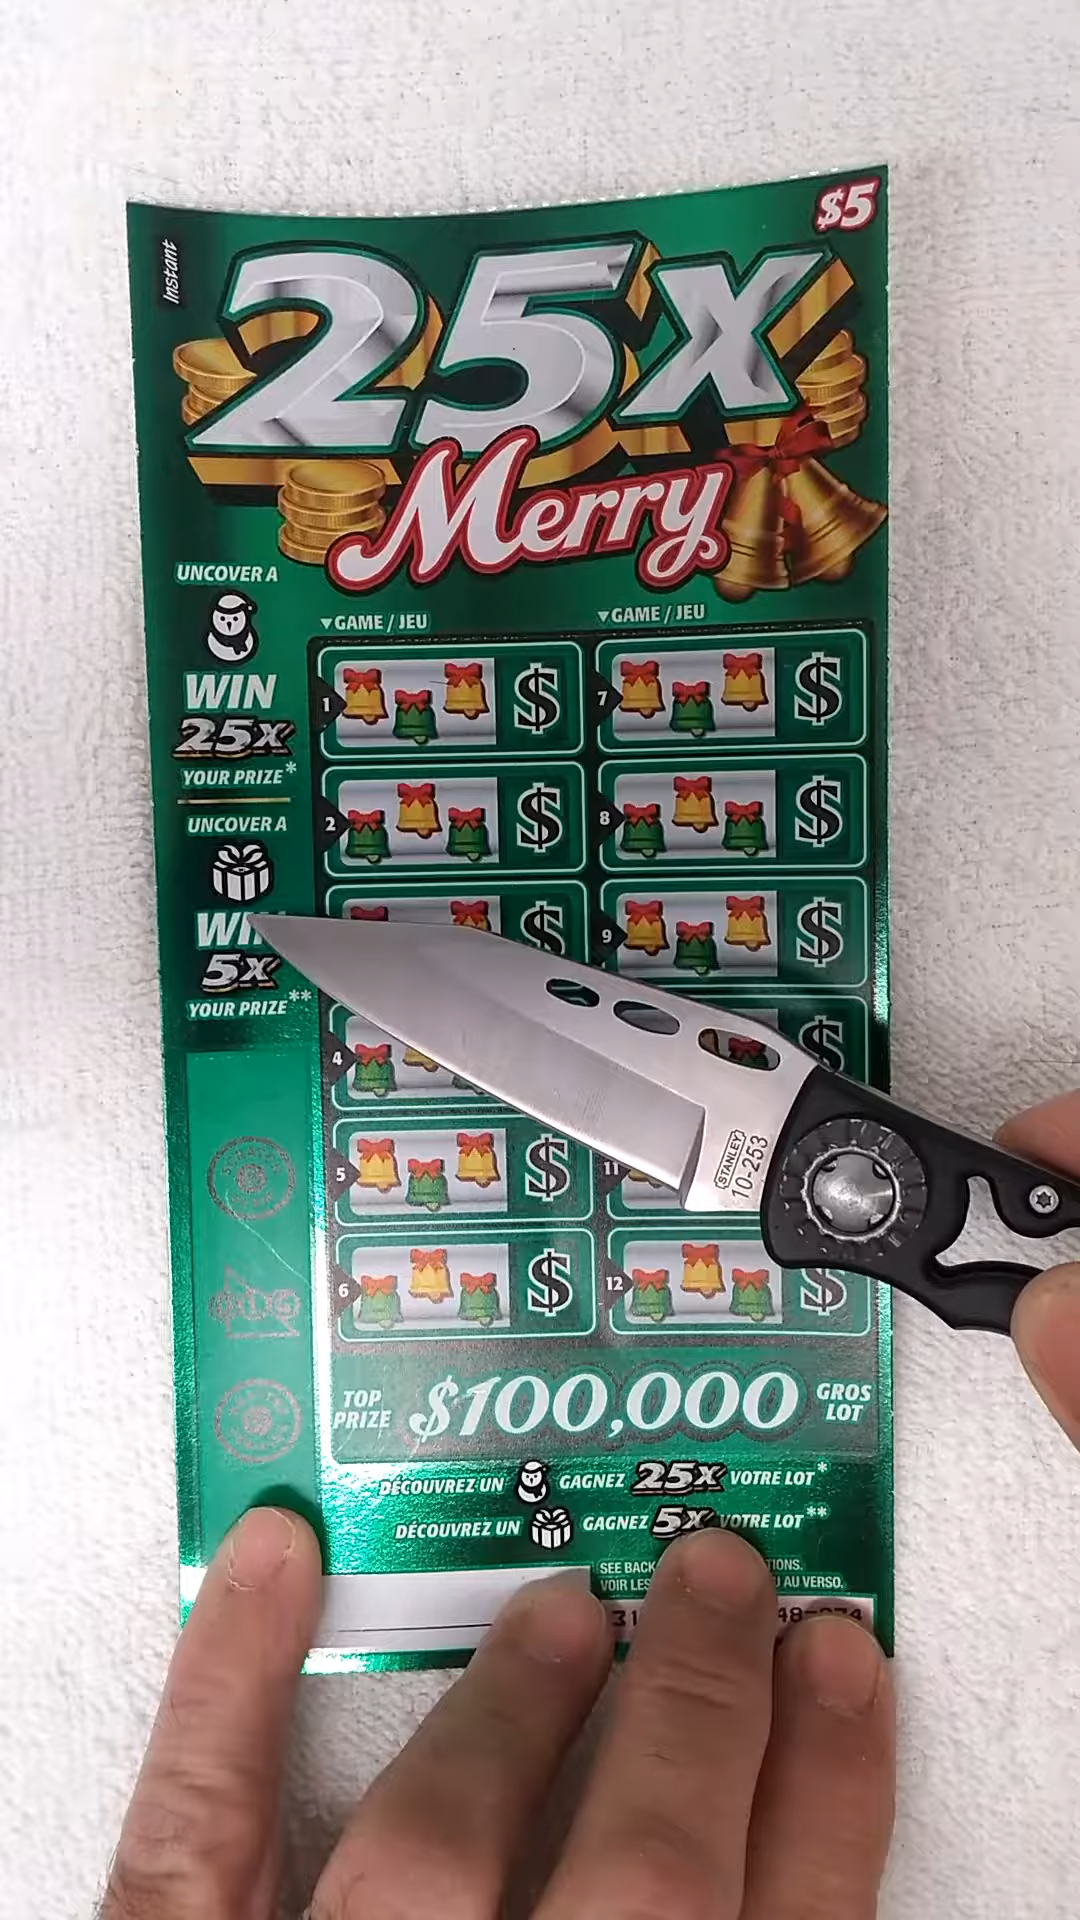 $5
Instant
25X
Merry
UNCOVER A
WIN
25X
YOUR PRIZE*
UNCOVER A
5X
YOUR PRIZE**
▼GAME / JEU
▼GAME / JEU
1 $
7 $
2 $
8 $
$
9 $
4
$
5 $
11
6 $
12 $
TOP PRIZE $100,000 GROS LOT
DÉCOUVREZ UN GAGNEZ 25X VOTRE LOT*
DÉCOUVREZ UN GAGNEZ 5X VOTRE LOT**
SEE BACK
VOIR LES AU VERSO.
STANLEY
10-253